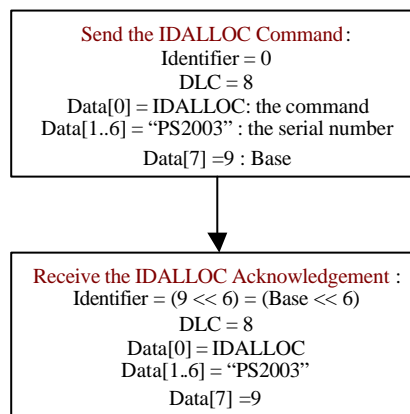 Send the IDALLOC Command:
Identifier = 0
DLC = 8
Data[0] = IDALLOC: the command
Data[1..6] = “PS2003” : the serial number
Data[7] =9 : Base
Receive the IDALLOC Acknowledgement :
Identifier = (9 << 6) = (Base << 6)
DLC = 8
Data[0] = IDALLOC
Data[1..6] = “PS2003”
Data[7] =9